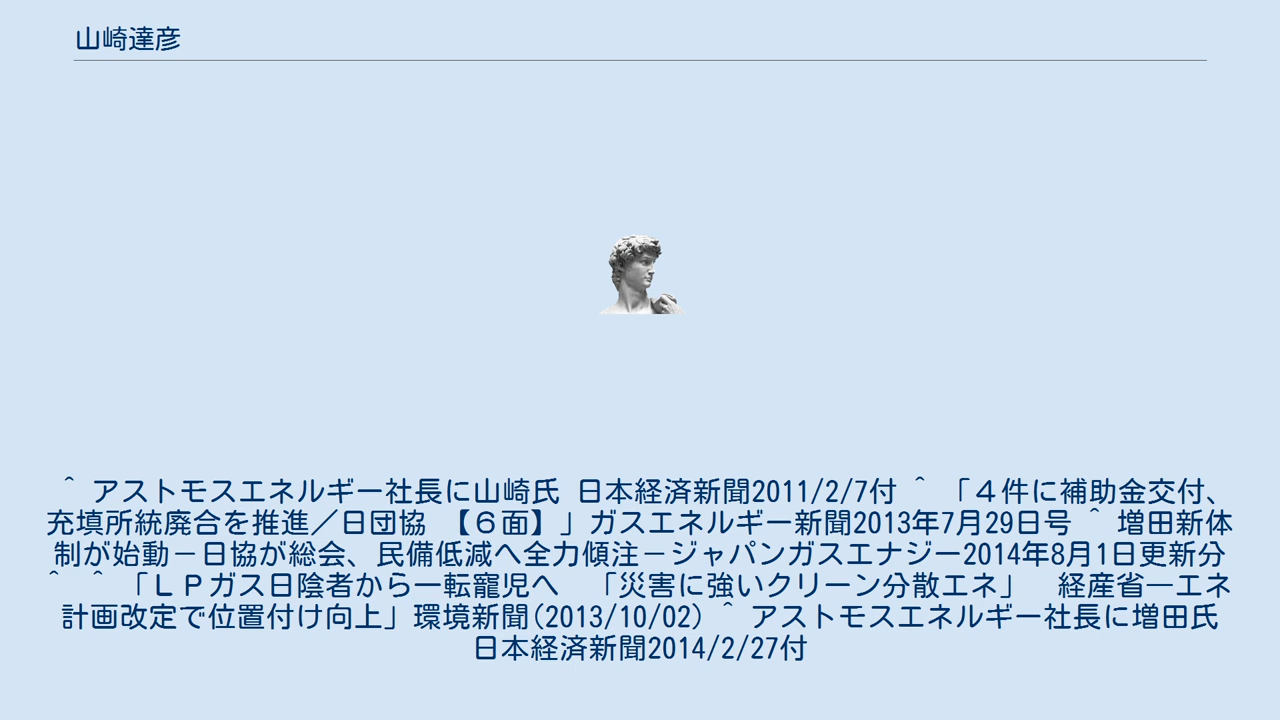 山崎達彦
^ アストモスエネルギー社長に山崎氏 日本経済新聞2011/2/7付 ^ 「４件に補助金交付、
充填所統廃合を推進／日団協 【６面】」ガスエネルギー新聞2013年7月29日号 ^ 増田新体
制が始動－日協が総会、民備低減へ全力傾注－ジャパンガスエナジー2014年8月1日更新分
^ ^ 「ＬＰガス日陰者から一転寵児へ　「災害に強いクリーン分散エネ」　経産省―エネ
計画改定で位置付け向上」環境新聞(2013/10/02) ^ アストモスエネルギー社長に増田氏
日本経済新聞2014/2/27付